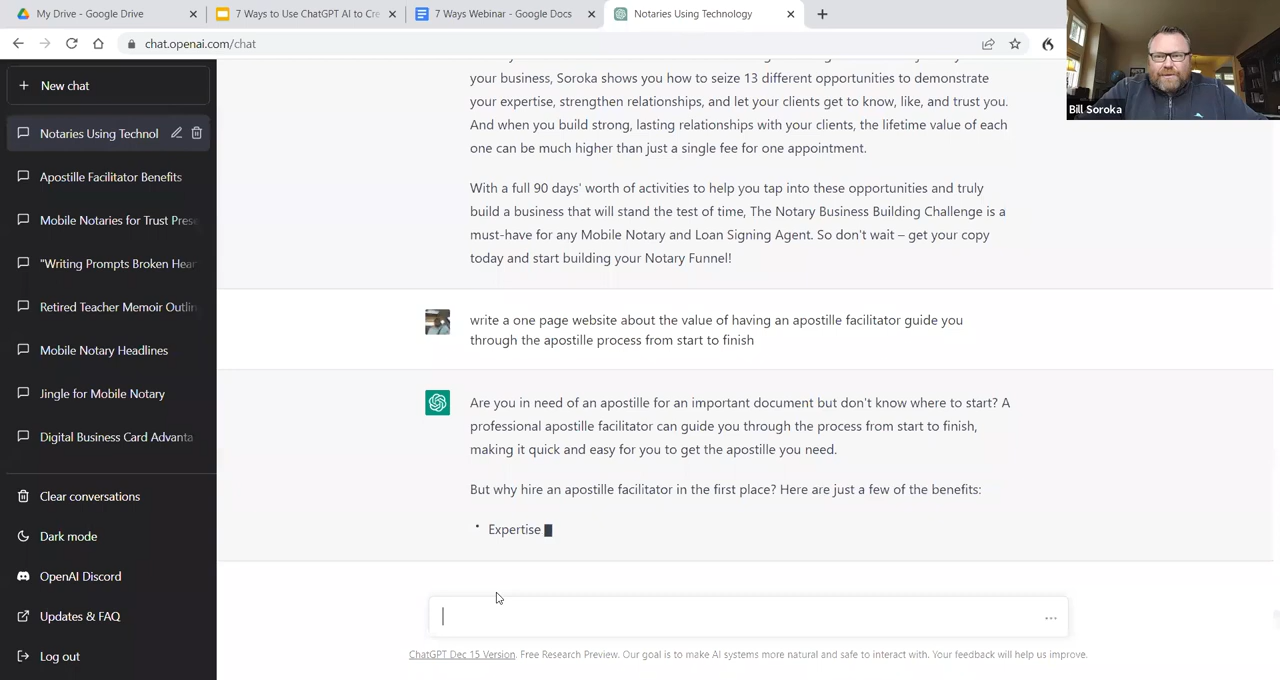 My Drive - Google Drive
7 Ways to Use ChatGPT AI to Cre
7 Ways Webinar - Google Docs
Notaries Using Technology
chat.openai.com/chat
Bill Soroka
New chat
Notaries Using Technol
Apostille Facilitator Benefits
Mobile Notaries for Trust Prese
"Writing Prompts Broken Hear
Retired Teacher Memoir Outlin
Mobile Notary Headlines
Jingle for Mobile Notary
Digital Business Card Advanta
Clear conversations
Dark mode
OpenAI Discord
Updates & FAQ
Log out
your business, Soroka shows you how to seize 13 different opportunities to demonstrate
your expertise, strengthen relationships, and let your clients get to know, like, and trust you.
And when you build strong, lasting relationships with your clients, the lifetime value of each
one can be much higher than just a single fee for one appointment.
With a full 90 days' worth of activities to help you tap into these opportunities and truly
build a business that will stand the test of time, The Notary Business Building Challenge is a
must-have for any Mobile Notary and Loan Signing Agent. So don't wait – get your copy
today and start building your Notary Funnel!
write a one page website about the value of having an apostille facilitator guide you
through the apostille process from start to finish
Are you in need of an apostille for an important document but don't know where to start? A
professional apostille facilitator can guide you through the process from start to finish,
making it quick and easy for you to get the apostille you need.
But why hire an apostille facilitator in the first place? Here are just a few of the benefits:
• Expertise
ChatGPT Dec 15 Version. Free Research Preview. Our goal is to make AI systems more natural and safe to interact with. Your feedback will help us improve.